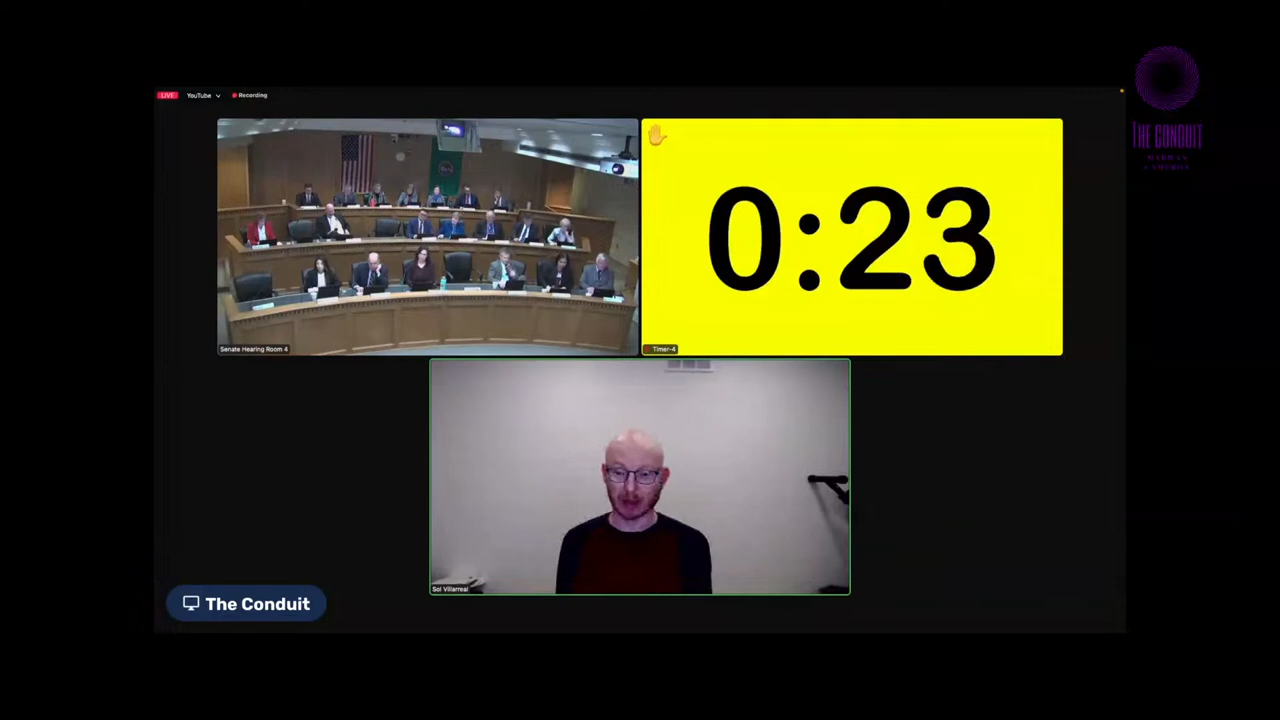 LIVE YouTube Recording
THE CONDUIT
0:23
Senate Hearing Room 4
Timer-4
Sol Villarreal
The Conduit